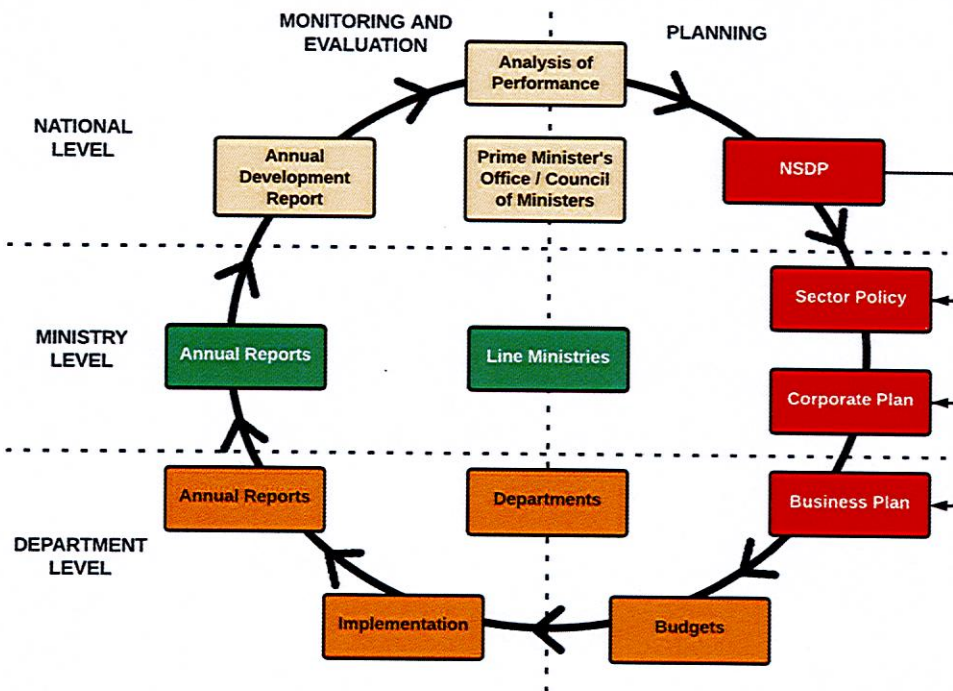 MONITORING AND
EVALUATION
PLANNING
Analysis of
Performance
NATIONAL
LEVEL
Annual
Development
Report
Prime Minister's
Office / Council
of Ministers
NSDP
Sector Policy
MINISTRY
LEVEL
Annual Reports
Line Ministries
Corporate Plan
Annual Reports
Departments
Business Plan
DEPARTMENT
LEVEL
Implementation
Budgets